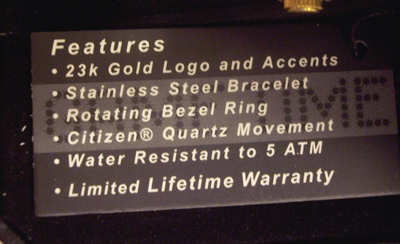 Features
• 23k Gold Logo and Accents
• Stainless Steel Bracelet
• Rotating Bezel Ring
• Citizen® Quartz Movement
• Water Resistant to 5 ATM
• Limited Lifetime Warranty